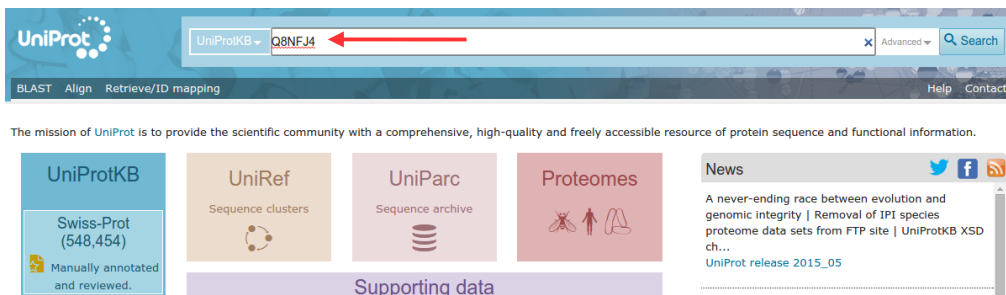 UniProt
UniProtKB Q8NFJ4 x Advanced Search
BLAST Align Retrieve/ID mapping Help Contact
The mission of UniProt is to provide the scientific community with a comprehensive, high-quality and freely accessible resource of protein sequence and functional information.
UniProtKB
Swiss-Prot
(548,454)
Manually annotated
and reviewed.
UniRef
Sequence clusters
UniParc
Sequence archive
Proteomes
Supporting data
News
A never-ending race between evolution and
genomic integrity | Removal of IPI species
proteome data sets from FTP site | UniProtKB XSD
ch...
UniProt release 2015_05